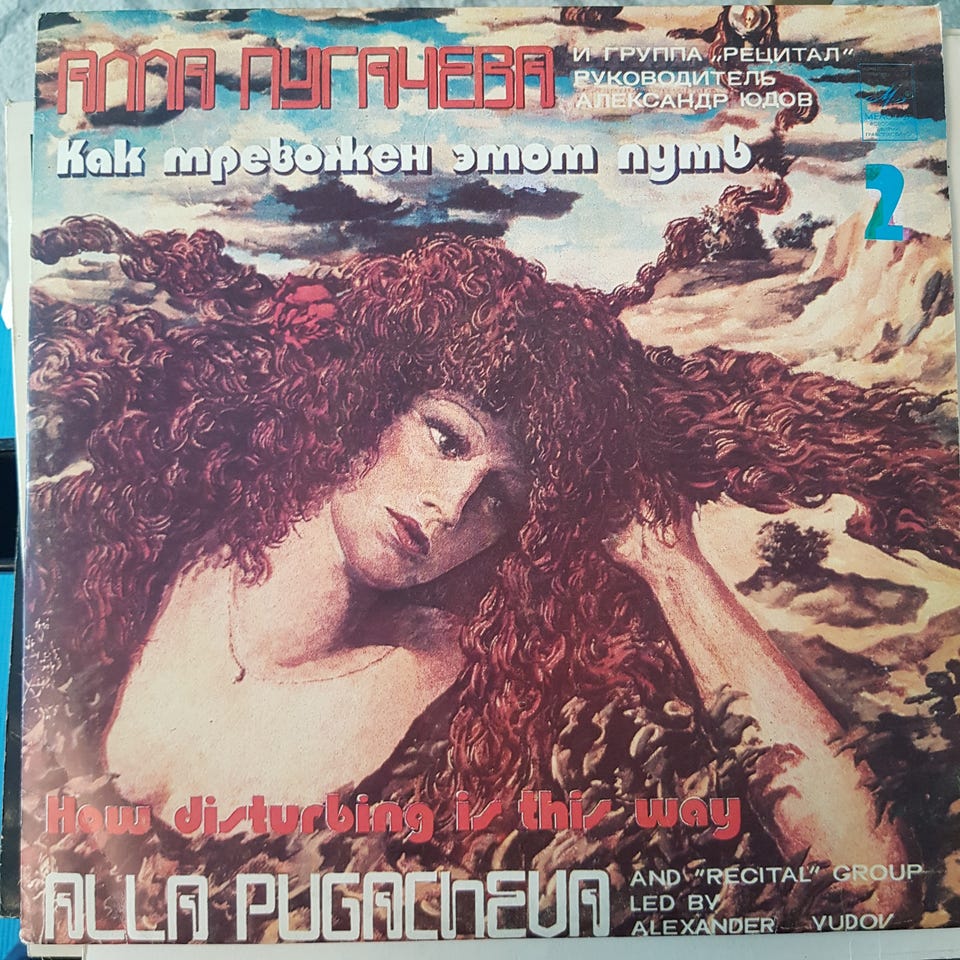 АЛЛА ПУГАЧЕВА
И ГРУППА „РЕЦИТАЛ“
РУКОВОДИТЕЛЬ
АЛЕКСАНДР ЮДОВ
Как тревожен этот путь
2
How disturbing is this way
ALLA PUGACHEVA
AND "RECITAL" GROUP
LED BY
ALEXANDER YUDOV